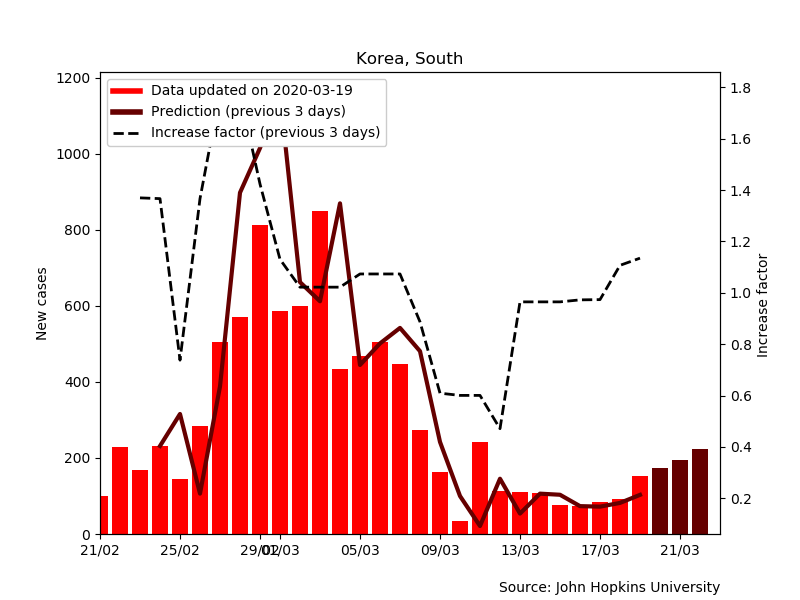 Korea, South
Data updated on 2020-03-19
Prediction (previous 3 days)
Increase factor (previous 3 days)
New cases
1200
1000
800
600
400
200
0
1.8
1.6
1.4
1.2
1.0
0.8
0.6
0.4
0.2
Increase factor
21/02 25/02 29/02 01/03 05/03 09/03 13/03 17/03 21/03
Source: John Hopkins University